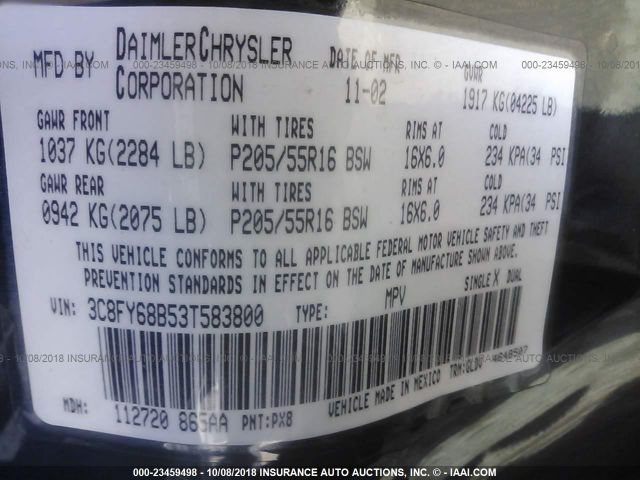 MFD BY DAIMLERCHRYSLER CORPORATION DATE OF MFR 11-02 GVWR 1917 KG(04225 LB)
GAWR FRONT WITH TIRES RIMS AT COLD
1037 KG(2284 LB) P205/55R16 BSW 16X6.0 234 KPA(34 PSI
GAWR REAR WITH TIRES RIMS AT COLD
0942 KG(2075 LB) P205/55R16 BSW 16X6.0 234 KPA(34 PSI
THIS VEHICLE CONFORMS TO ALL APPLICABLE FEDERAL MOTOR VEHICLE SAFETY AND THEFT
PREVENTION STANDARDS IN EFFECT ON THE DATE OF MANUFACTURE SHOWN ABOVE.
VIN: 3C8FY68B53T583800 TYPE: MPV SINGLE X DUAL
MDH: 112720 865AA PNT:PX8 VEHICLE MADE IN MEXICO TRM:GLDV
000-23459498 - 10/08/2018 INSURANCE AUTO AUCTIONS, INC. © - IAAI.COM